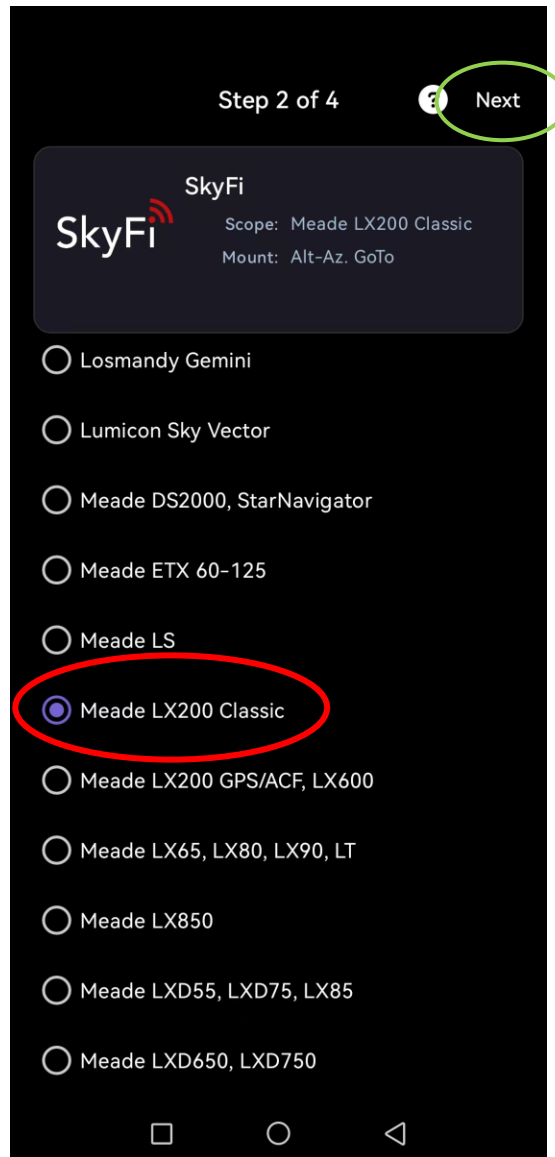 Step 2 of 4 ? Next
SkyFi
SkyFi
Scope: Meade LX200 Classic
Mount: Alt-Az. GoTo
Losmandy Gemini
Lumicon Sky Vector
Meade DS2000, StarNavigator
Meade ETX 60-125
Meade LS
Meade LX200 Classic
Meade LX200 GPS/ACF, LX600
Meade LX65, LX80, LX90, LT
Meade LX850
Meade LXD55, LXD75, LX85
Meade LXD650, LXD750